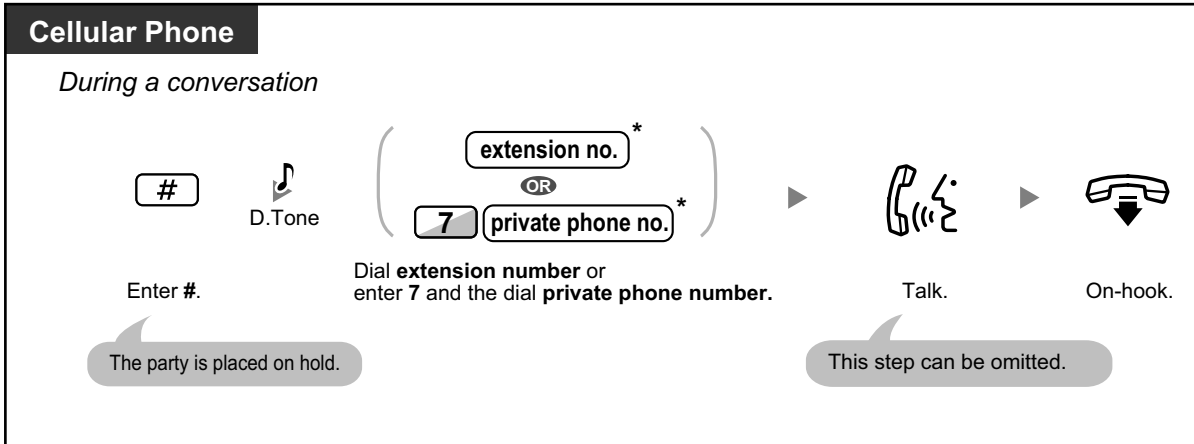 Cellular Phone
During a conversation
extension no. *
OR
# 7 private phone no. *
D.Tone
Dial extension number or
Enter #. enter 7 and the dial private phone number. Talk. On-hook.
The party is placed on hold. This step can be omitted.